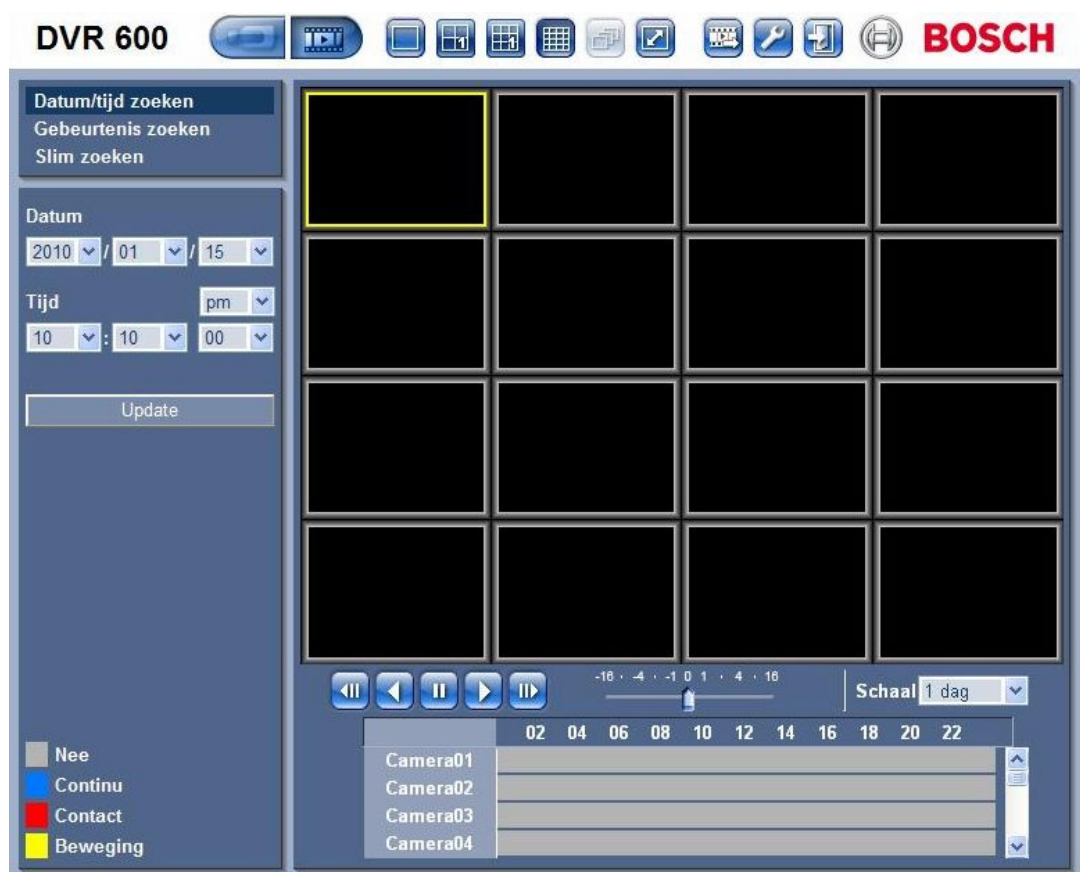 DVR 600
1
1
BOSCH
Datum/tijd zoeken
Gebeurtenis zoeken
Slim zoeken
Datum
2010 / 01 / 15
Tijd pm
10 : 10 00
Update
-16 · -4 · -1 0 1 · 4 · 16
Schaal 1 dag
02 04 06 08 10 12 14 16 18 20 22
Camera01
Camera02
Camera03
Camera04
Nee
Continu
Contact
Beweging